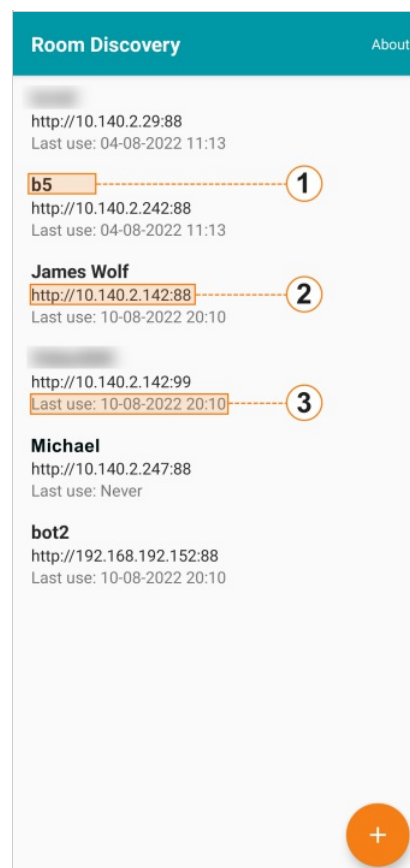 Room Discovery
About
http://10.140.2.29:88
Last use: 04-08-2022 11:13
b5
1
http://10.140.2.242:88
Last use: 04-08-2022 11:13
James Wolf
http://10.140.2.142:88
2
Last use: 10-08-2022 20:10
http://10.140.2.142:99
Last use: 10-08-2022 20:10
3
Michael
http://10.140.2.247:88
Last use: Never
bot2
http://192.168.192.152:88
Last use: 10-08-2022 20:10
+